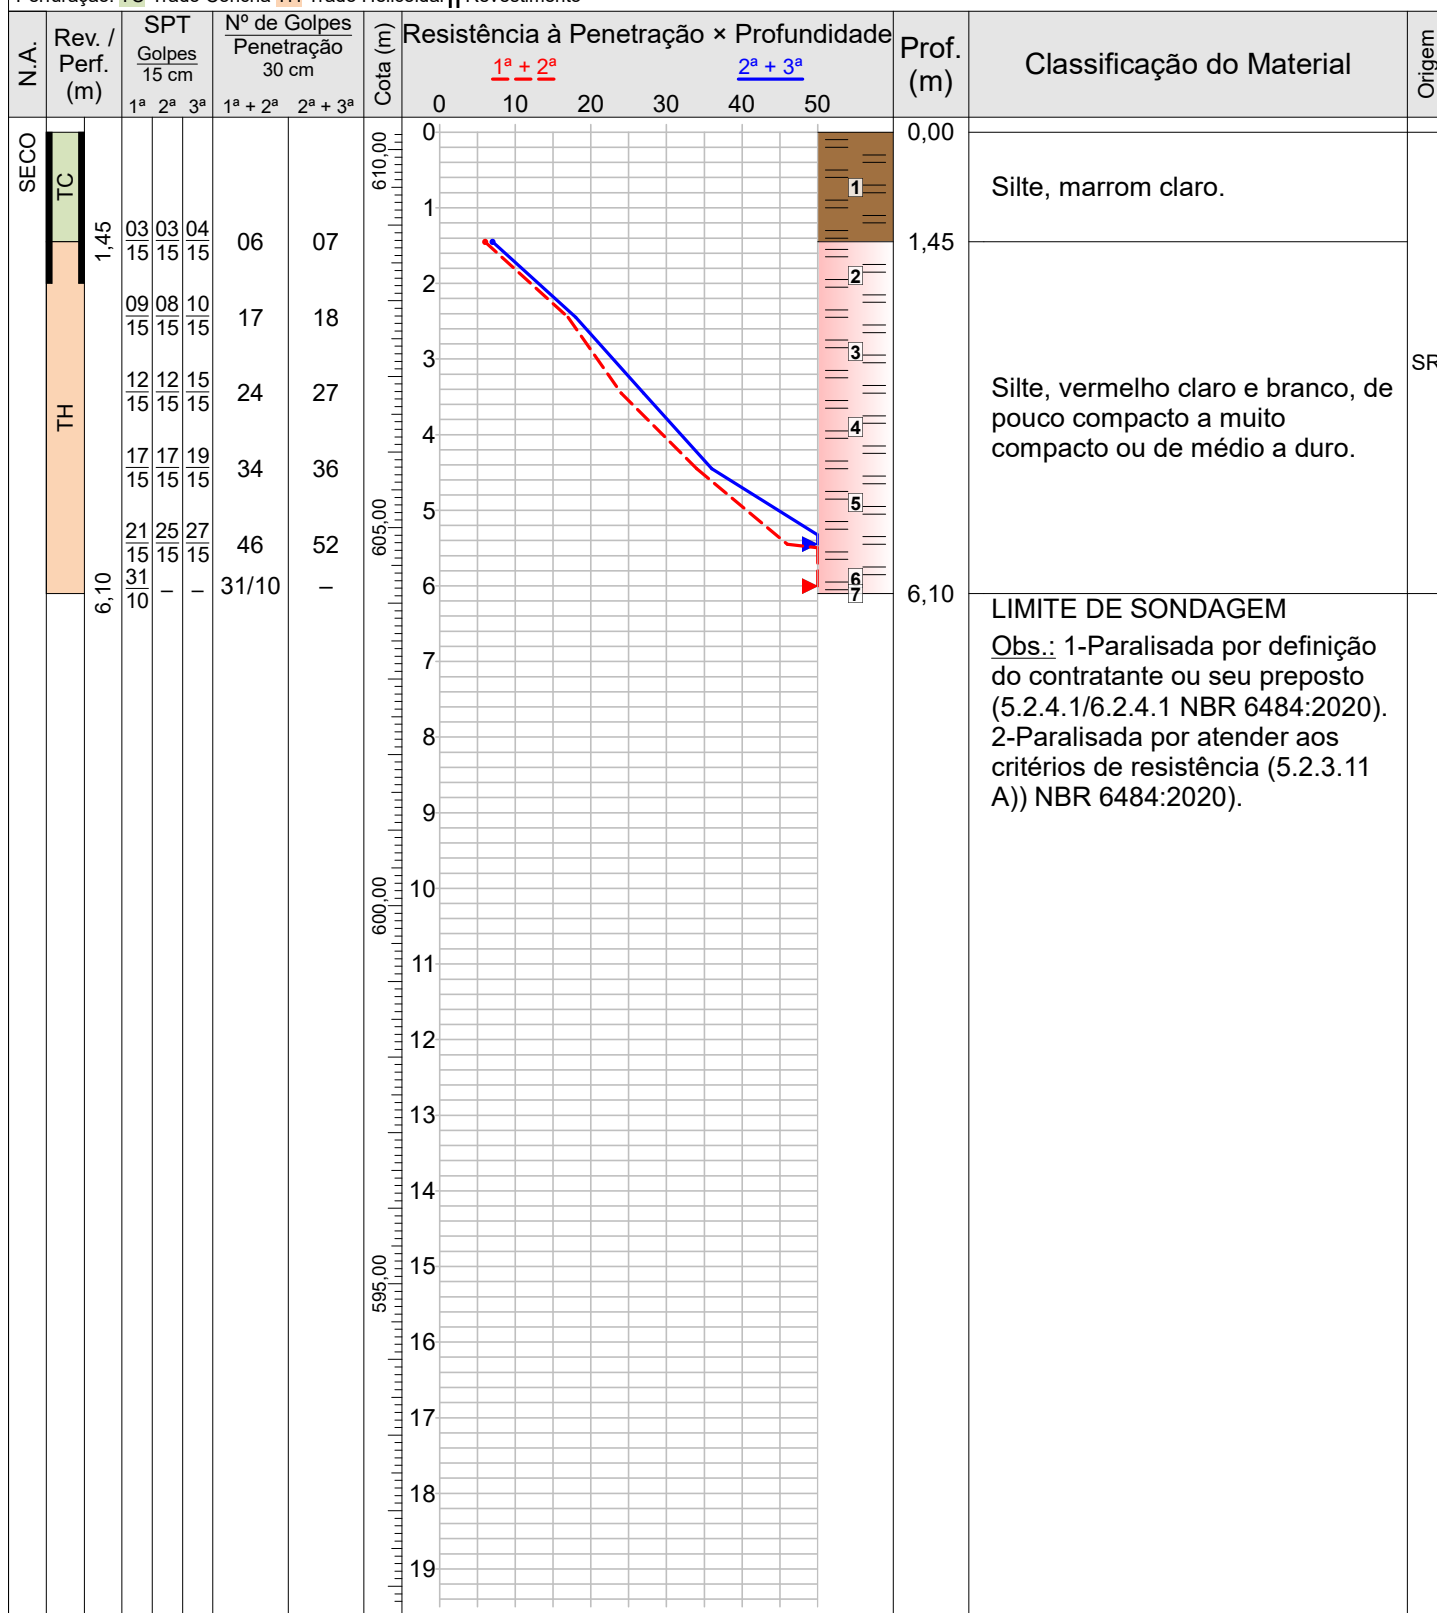 N.A.
Rev. /
Perf.
(m)
SPT
Golpes
15 cm
1ª 2ª 3ª
Nº de Golpes
Penetração
30 cm
1ª + 2ª 2ª + 3ª
Cota (m)
Resistência à Penetração × Profundidade
1ª + 2ª 2ª + 3ª
0 10 20 30 40 50
Prof.
(m)
Classificação do Material
Origem
SECO
TC
1,45
TH
6,10
03 03 04
15 15 15
06 07
09 08 10
15 15 15
17 18
12 12 15
15 15 15
24 27
17 17 19
15 15 15
34 36
21 25 27
15 15 15
46 52
31 – –
10
31/10 –
610,00
605,00
600,00
595,00
0
1
2
3
4
5
6
7
8
9
10
11
12
13
14
15
16
17
18
19
1
2
3
4
5
6
7
0,00
1,45
6,10
Silte, marrom claro.
Silte, vermelho claro e branco, de
pouco compacto a muito
compacto ou de médio a duro.
SR
LIMITE DE SONDAGEM
Obs.: 1-Paralisada por definição
do contratante ou seu preposto
(5.2.4.1/6.2.4.1 NBR 6484:2020).
2-Paralisada por atender aos
critérios de resistência (5.2.3.11
A)) NBR 6484:2020).